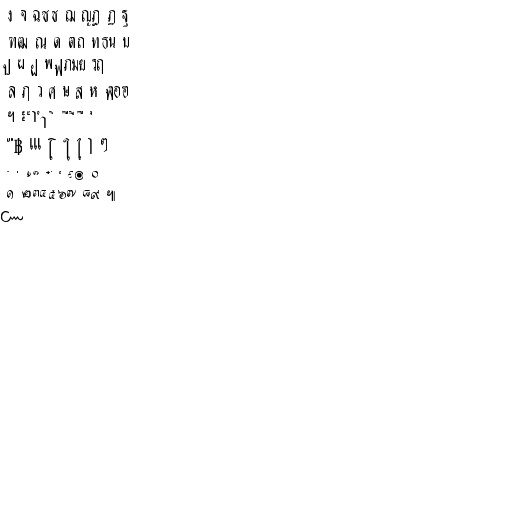 ง จ ฉ ช ซ ฌ ญ ฎ ฏ ฐ
ฑ ฒ ณ ด ต ถ ท ธ น บ
ป ผ ฝ พ ฟ ภ ม ย ร ฤ
ล ฦ ว ศ ษ ส ห ฬ อ ฮ
ฯ ะ ั า ำ ิ ี ึ ื ุ
ู ฺ ฿ เ แ โ ใ ไ ๅ ๆ
็ ่ ้ ๊ ๋ ์ ํ ๎ ๏ ๐
๑ ๒ ๓ ๔ ๕ ๖ ๗ ๘ ๙ ๚
๛